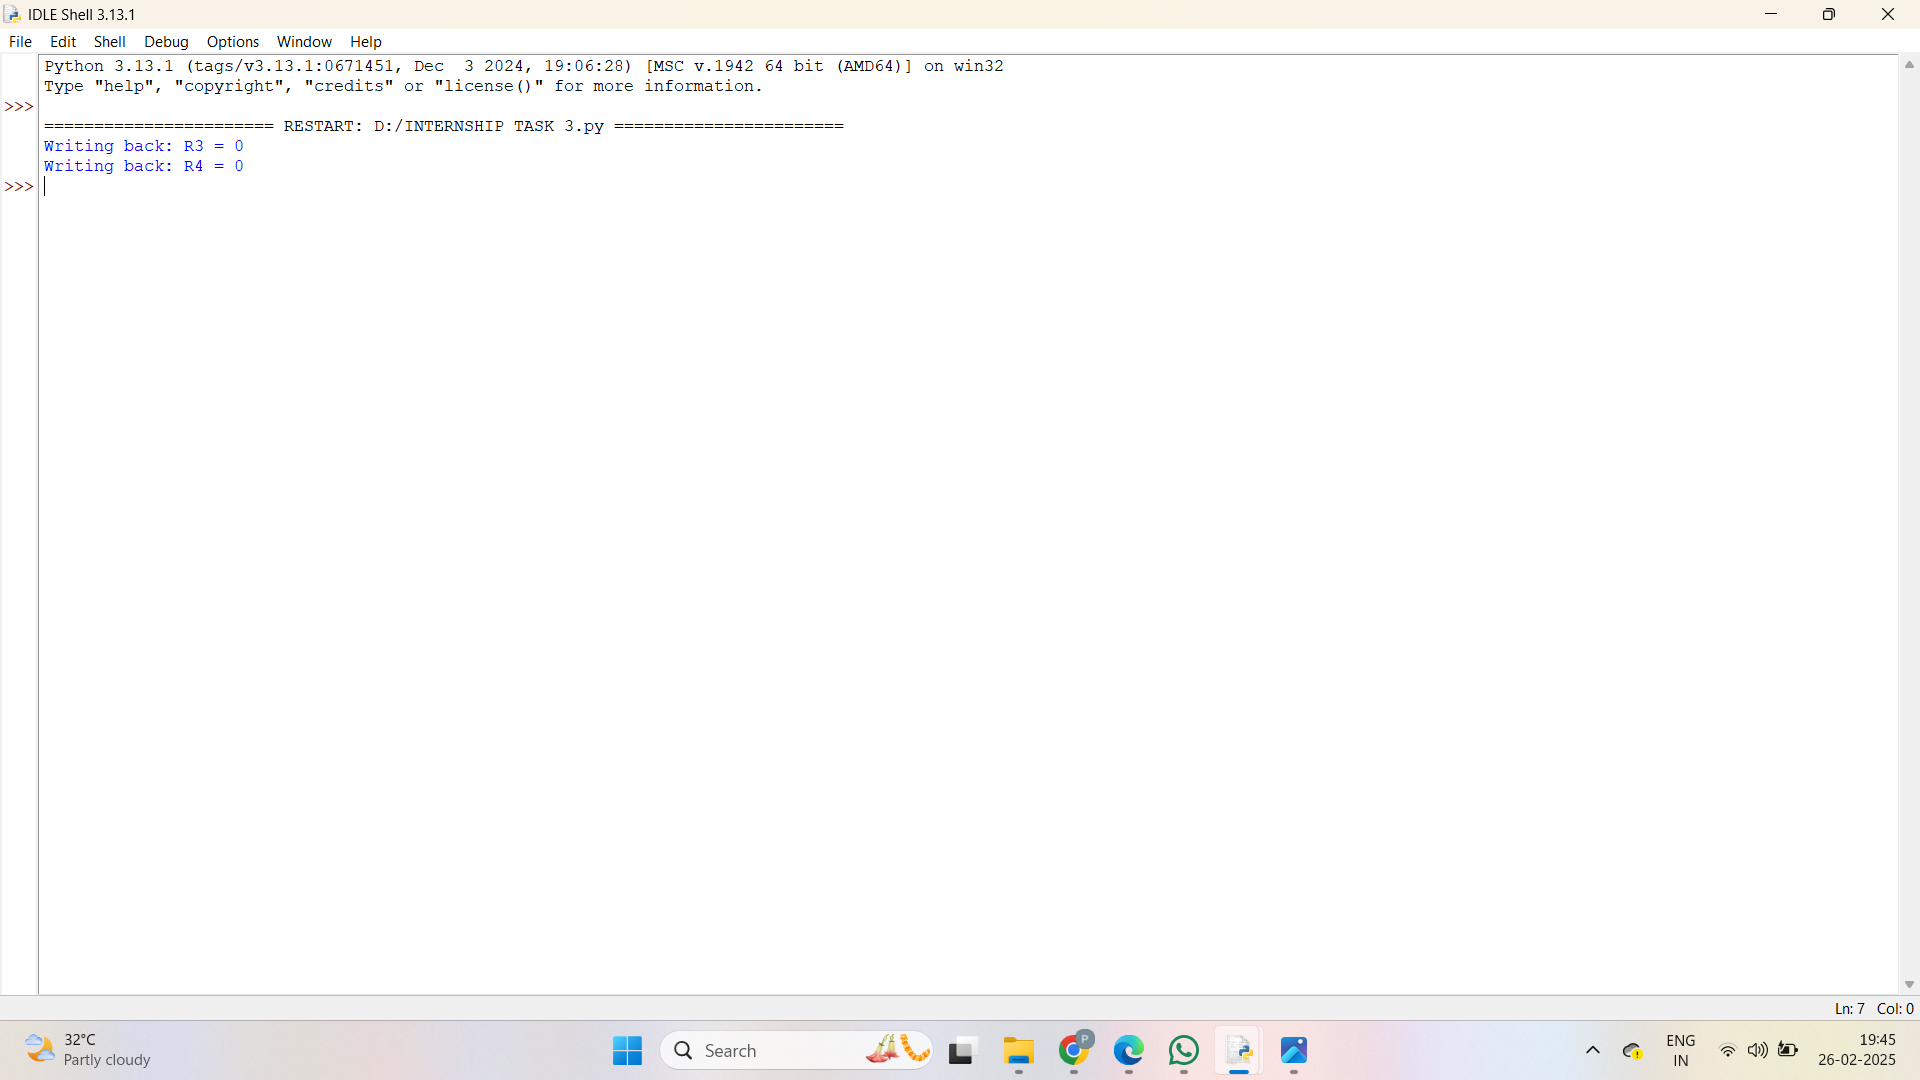 IDLE Shell 3.13.1
File Edit Shell Debug Options Window Help
Python 3.13.1 (tags/v3.13.1:0671451, Dec  3 2024, 19:06:28) [MSC v.1942 64 bit (AMD64)] on win32
Type "help", "copyright", "credits" or "license()" for more information.
>>>
======================= RESTART: D:/INTERNSHIP TASK 3.py =======================
Writing back: R3 = 0
Writing back: R4 = 0
>>>
Ln: 7 Col: 0
32°C
Partly cloudy
Search
P
ENG
IN
19:45
26-02-2025